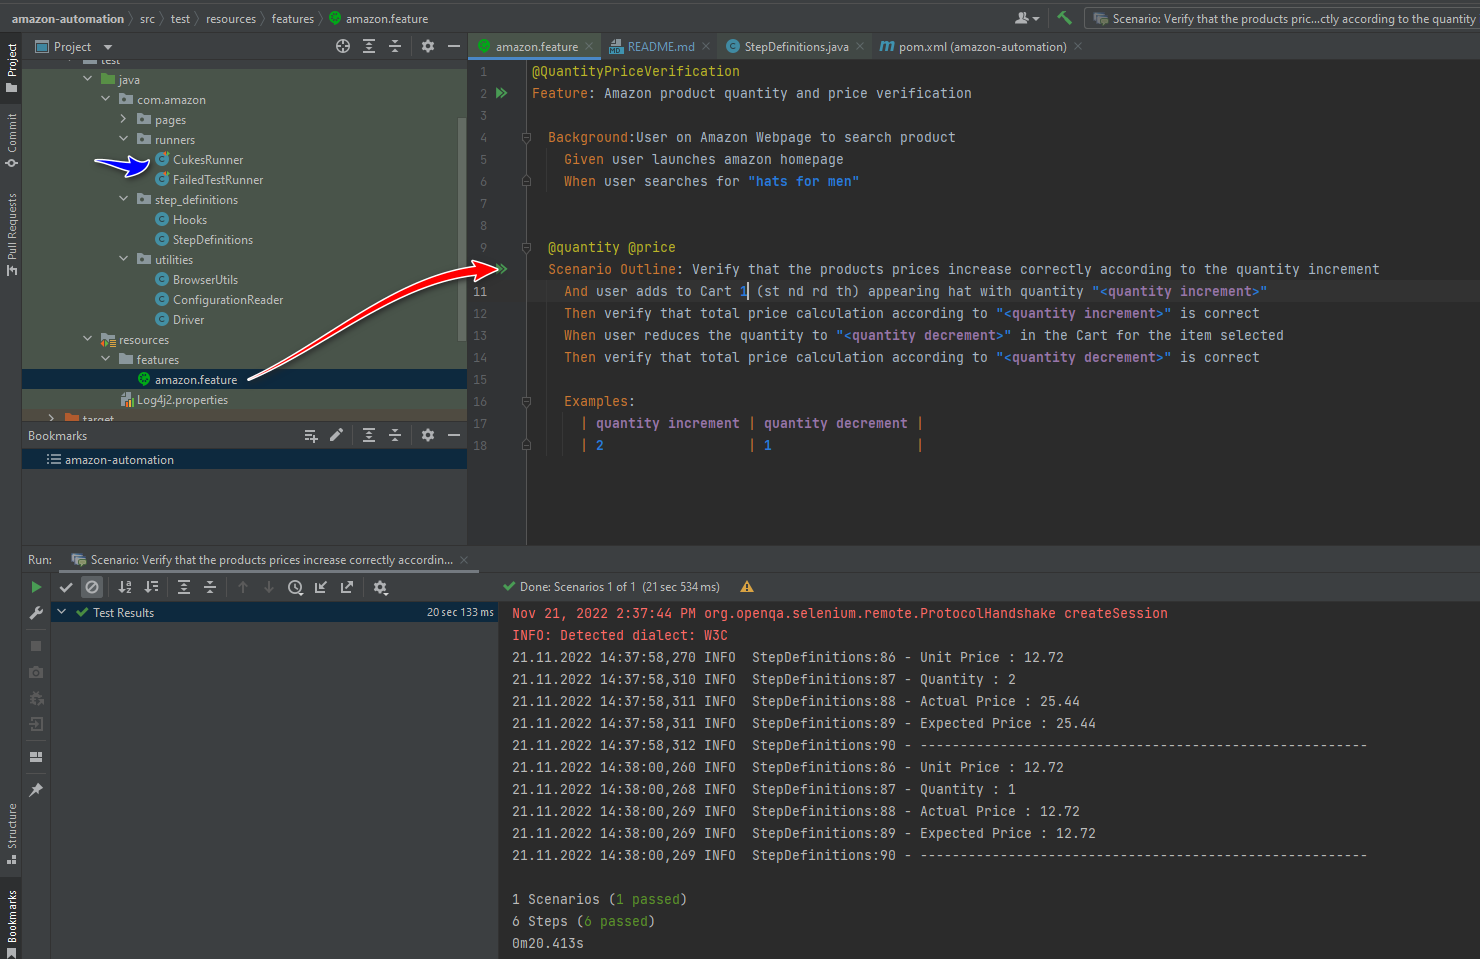 amazon-automation src test resources features amazon.feature
Scenario: Verify that the products pric...ctly according to the quantity
Project
Commit
Pull Requests
Structure
Bookmarks
Project
test
java
com.amazon
pages
runners
CukesRunner
FailedTestRunner
step_definitions
Hooks
StepDefinitions
utilities
BrowserUtils
ConfigurationReader
Driver
resources
features
amazon.feature
Log4j2.properties
target
Bookmarks
amazon-automation
amazon.feature README.md StepDefinitions.java pom.xml (amazon-automation)
1 @QuantityPriceVerification
2 Feature: Amazon product quantity and price verification
3
4 Background:User on Amazon Webpage to search product
5 Given user launches amazon homepage
6 When user searches for "hats for men"
7
8
9 @quantity @price
Scenario Outline: Verify that the products prices increase correctly according to the quantity increment
11 And user adds to Cart 1 (st nd rd th) appearing hat with quantity "<quantity increment>"
12 Then verify that total price calculation according to "<quantity increment>" is correct
13 When user reduces the quantity to "<quantity decrement>" in the Cart for the item selected
14 Then verify that total price calculation according to "<quantity decrement>" is correct
15
16 Examples:
17 | quantity increment | quantity decrement |
18 | 2 | 1 |
Run: Scenario: Verify that the products prices increase correctly accordin...
Done: Scenarios 1 of 1 (21 sec 534 ms)
Test Results 20 sec 133 ms
Nov 21, 2022 2:37:44 PM org.openqa.selenium.remote.ProtocolHandshake createSession
INFO: Detected dialect: W3C
21.11.2022 14:37:58,270 INFO StepDefinitions:86 - Unit Price : 12.72
21.11.2022 14:37:58,310 INFO StepDefinitions:87 - Quantity : 2
21.11.2022 14:37:58,311 INFO StepDefinitions:88 - Actual Price : 25.44
21.11.2022 14:37:58,311 INFO StepDefinitions:89 - Expected Price : 25.44
21.11.2022 14:37:58,312 INFO StepDefinitions:90 - --------------------------------------------------------
21.11.2022 14:38:00,260 INFO StepDefinitions:86 - Unit Price : 12.72
21.11.2022 14:38:00,268 INFO StepDefinitions:87 - Quantity : 1
21.11.2022 14:38:00,269 INFO StepDefinitions:88 - Actual Price : 12.72
21.11.2022 14:38:00,269 INFO StepDefinitions:89 - Expected Price : 12.72
21.11.2022 14:38:00,269 INFO StepDefinitions:90 - --------------------------------------------------------
1 Scenarios (1 passed)
6 Steps (6 passed)
0m20.413s